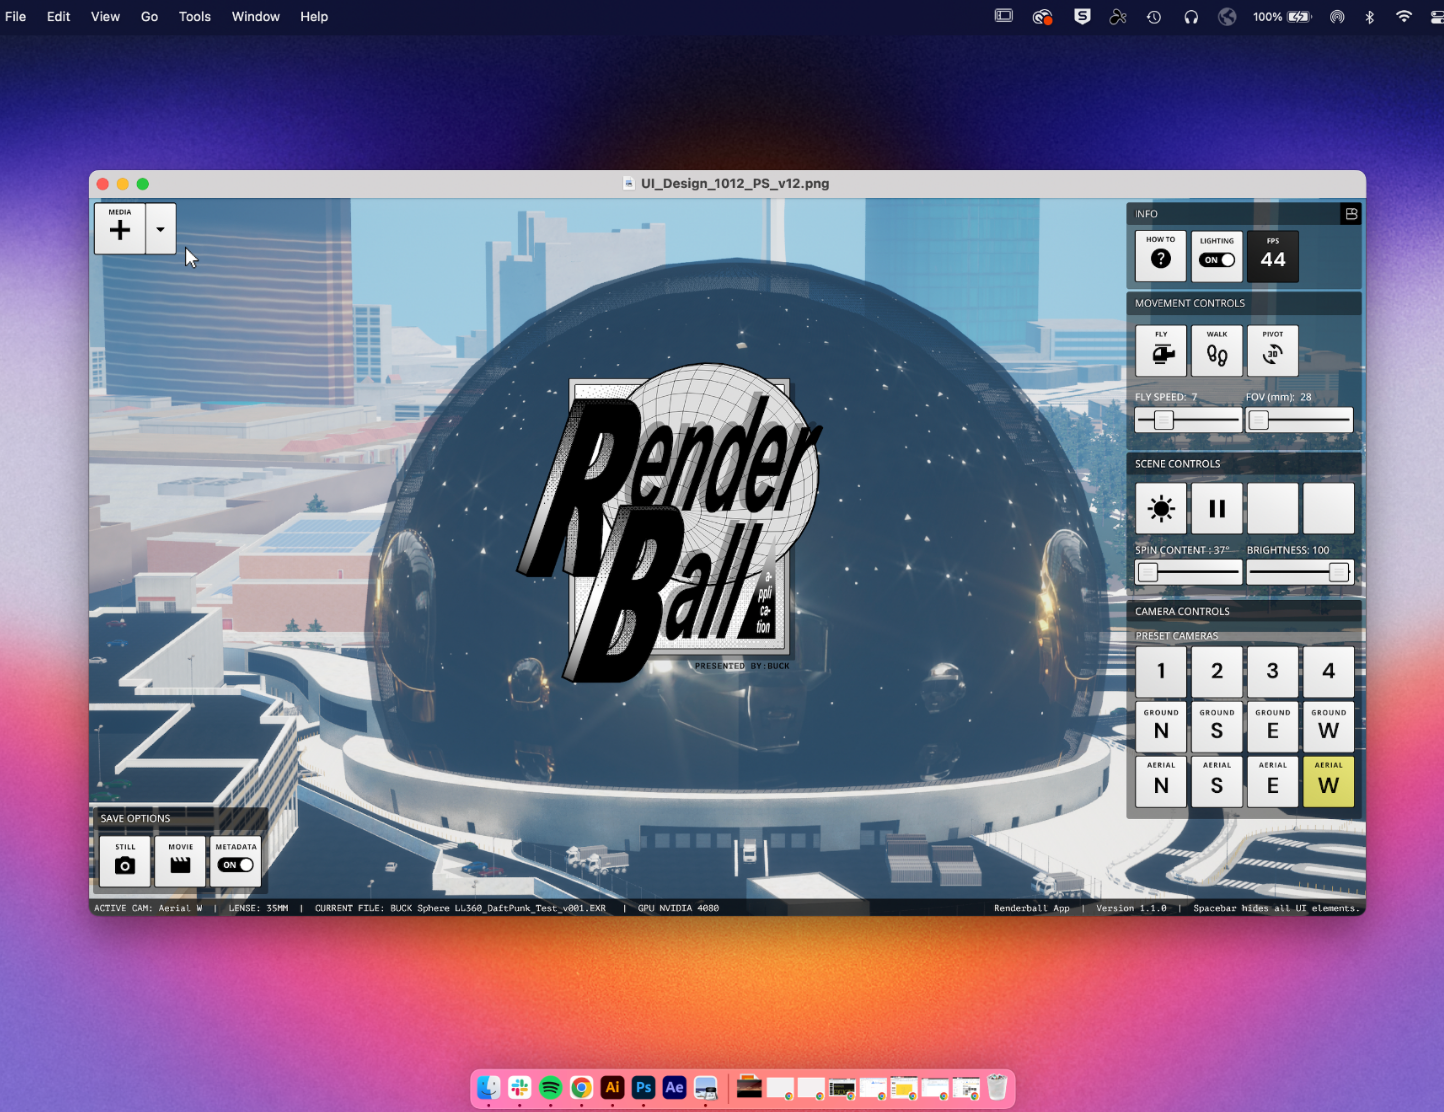 File Edit View Go Tools Window Help
100%
UI_Design_1012_PS_v12.png
MEDIA
INFO
HOW TO
?
LIGHTING
ON
FPS
44
MOVEMENT CONTROLS
FLY
WALK
PIVOT
3D
FLY SPEED: 7
FOV (mm): 28
SCENE CONTROLS
SPIN CONTENT : 37°
BRIGHTNESS: 100
CAMERA CONTROLS
PRESET CAMERAS
1 2 3 4
GROUND GROUND GROUND GROUND
N S E W
AERIAL AERIAL AERIAL AERIAL
N S E W
Render
Ball
a-
ppli
ca-
tion
PRESENTED BY:BUCK
SAVE OPTIONS
STILL
MOVIE
METADATA
ON
ACTIVE CAM: Aerial W | LENSE: 35MM | CURRENT FILE: BUCK Sphere LL360_DaftPunk_Test_v001.EXR | GPU NVIDIA 4080
Renderball App | Version 1.1.0 | Spacebar hides all UI elements.
Ai
Ps
Ae